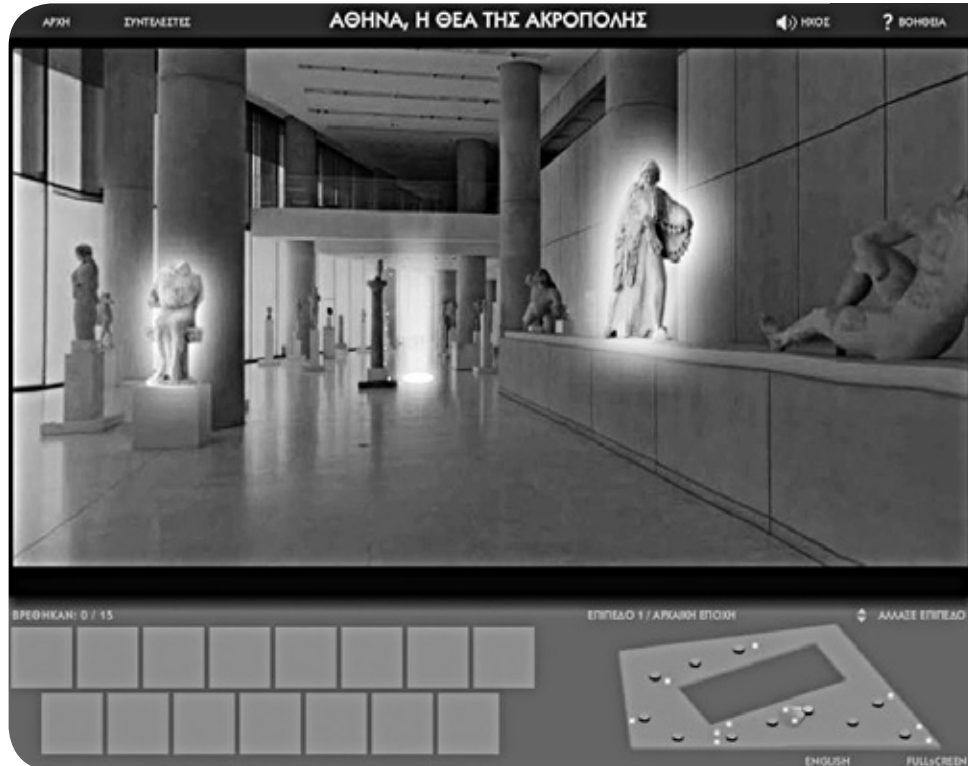 ΑΡΧΗ ΣΥΝΤΕΛΕΣΤΕΣ ΑΘΗΝΑ, Η ΘΕΑ ΤΗΣ ΑΚΡΟΠΟΛΗΣ ΗΧΟΣ ? ΒΟΗΘΕΙΑ
ΒΡΕΘΗΚΑΝ: 0 / 15 ΕΠΙΠΕΔΟ 1 / ΑΡΧΑΙΚΗ ΕΠΟΧΗ ΑΛΛΑΞΕ ΕΠΙΠΕΔΟ
ENGLISH FULLSCREEN